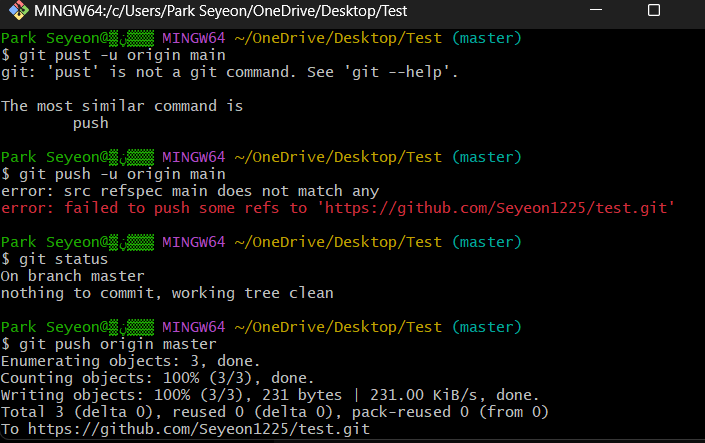 MINGW64:/c/Users/Park Seyeon/OneDrive/Desktop/Test
Park Seyeon@ MINGW64 ~/OneDrive/Desktop/Test (master)
$ git pust -u origin main
git: 'pust' is not a git command. See 'git --help'.
The most similar command is
push
Park Seyeon@ MINGW64 ~/OneDrive/Desktop/Test (master)
$ git push -u origin main
error: src refspec main does not match any
error: failed to push some refs to 'https://github.com/Seyeon1225/test.git'
Park Seyeon@ MINGW64 ~/OneDrive/Desktop/Test (master)
$ git status
On branch master
nothing to commit, working tree clean
Park Seyeon@ MINGW64 ~/OneDrive/Desktop/Test (master)
$ git push origin master
Enumerating objects: 3, done.
Counting objects: 100% (3/3), done.
Writing objects: 100% (3/3), 231 bytes | 231.00 KiB/s, done.
Total 3 (delta 0), reused 0 (delta 0), pack-reused 0 (from 0)
To https://github.com/Seyeon1225/test.git